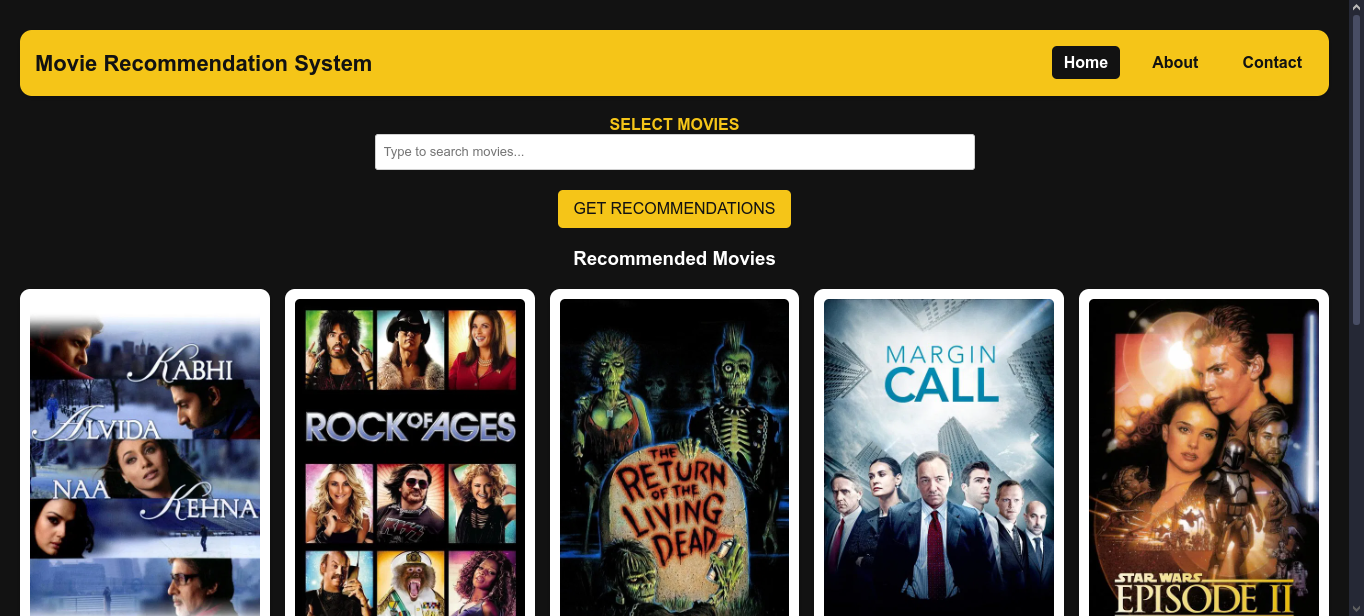 Movie Recommendation System
Home
About
Contact
SELECT MOVIES
Type to search movies...
GET RECOMMENDATIONS
Recommended Movies
KABHI
ALVIDA
NAA
KEHNA
ROCK OF AGES
THE
RETURN
OF THE
LIVING
DEAD
MARGIN
CALL
STAR WARS
EPISODE II